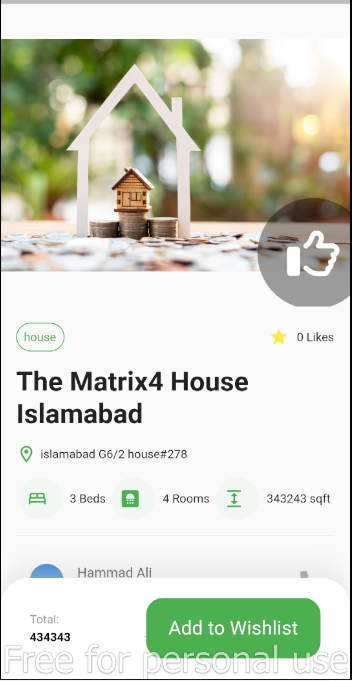 house
0 Likes
The Matrix4 House
Islamabad
islamabad G6/2 house#278
3 Beds
4 Rooms
343243 sqft
Hammad Ali
Total:
434343
Add to Wishlist
Free for personal use